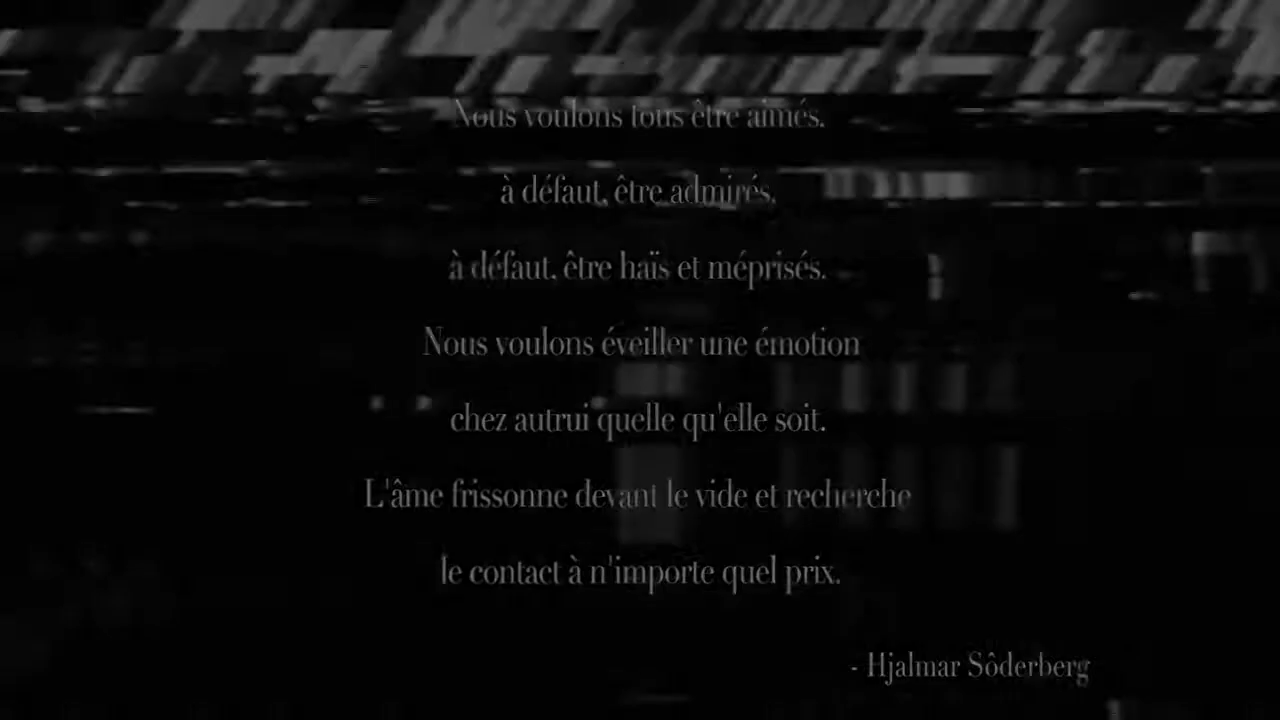 Nous voulons tous être aimés.
à défaut, être admirés,
à défaut, être haïs et méprisés.
Nous voulons éveiller une émotion
chez autrui quelle qu'elle soit.
L'âme frissonne devant le vide et recherche
le contact à n'importe quel prix.
- Hjalmar Sôderberg